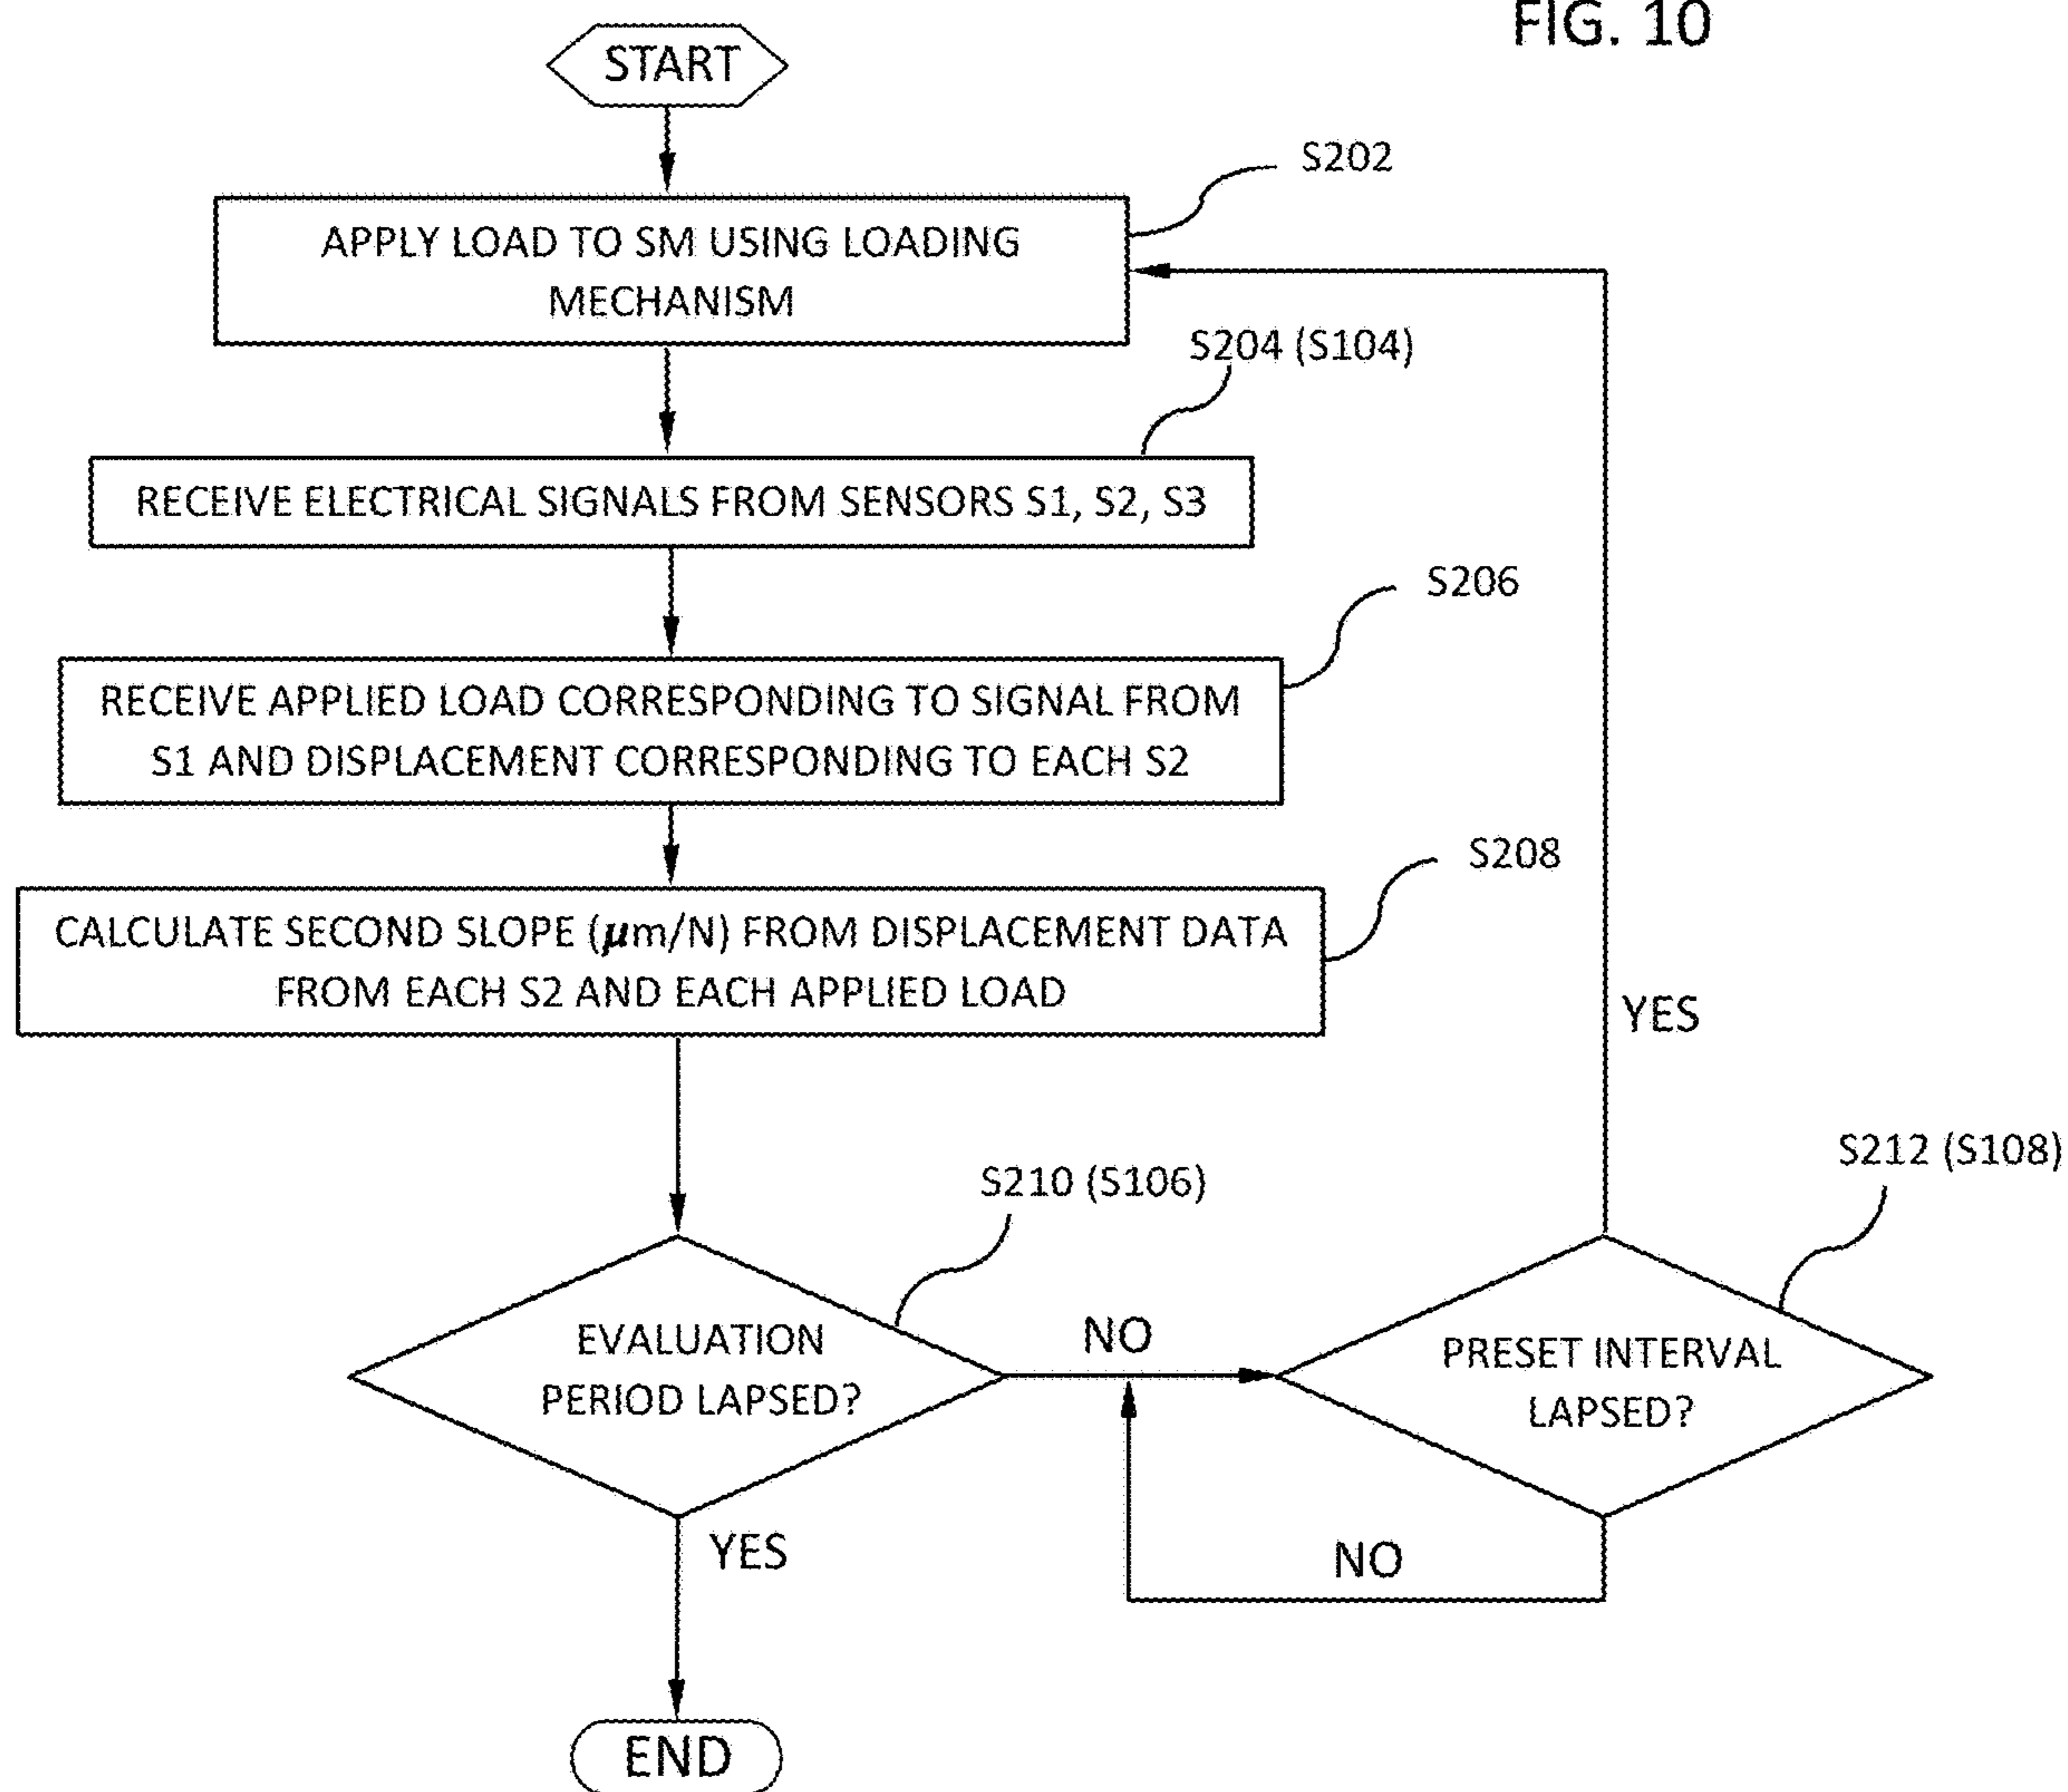 FIG. 10
START
S202
APPLY LOAD TO SM USING LOADING
MECHANISM
S204 (S104)
RECEIVE ELECTRICAL SIGNALS FROM SENSORS S1, S2, S3
S206
RECEIVE APPLIED LOAD CORRESPONDING TO SIGNAL FROM
S1 AND DISPLACEMENT CORRESPONDING TO EACH S2
S208
CALCULATE SECOND SLOPE (μm/N) FROM DISPLACEMENT DATA
FROM EACH S2 AND EACH APPLIED LOAD
YES
S212 (S108)
S210 (S106)
EVALUATION
PERIOD LAPSED?
NO
PRESET INTERVAL
LAPSED?
YES
NO
END